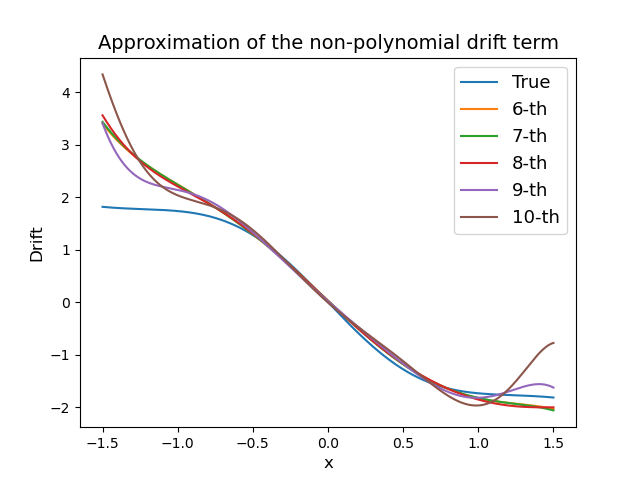 Approximation of the non-polynomial drift term
True
6-th
7-th
8-th
9-th
10-th
Drift
4
3
2
1
0
−1
−2
−1.5
−1.0
−0.5
0.0
0.5
1.0
1.5
x